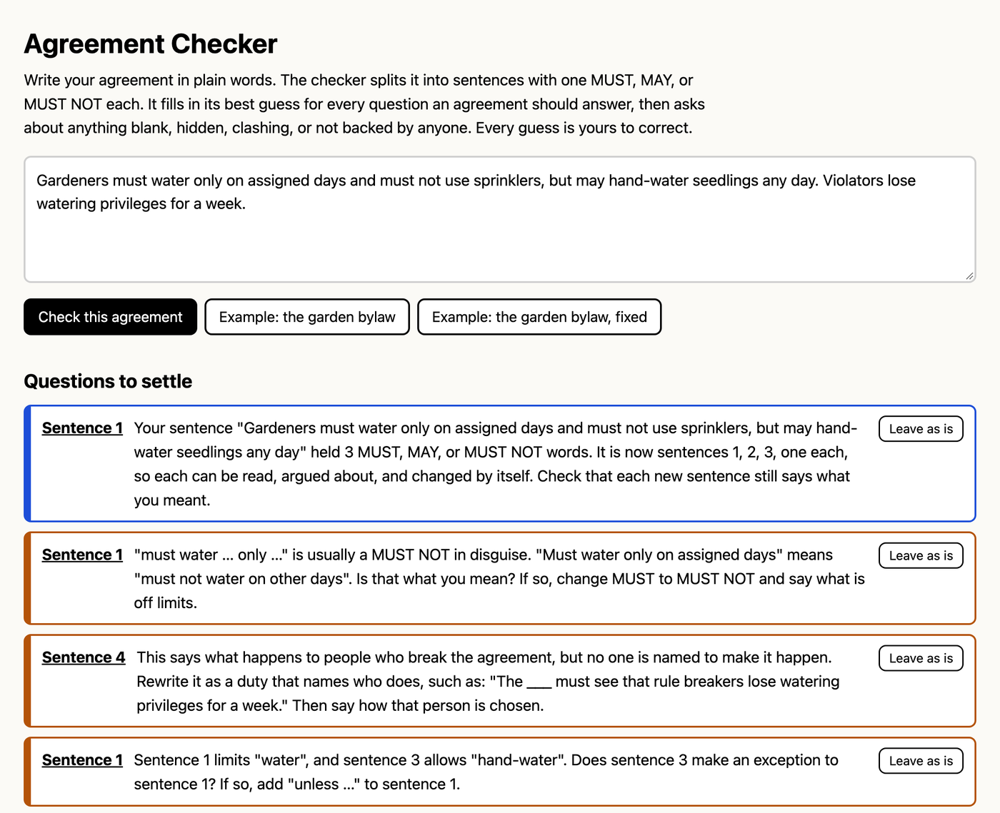 Agreement Checker
Write your agreement in plain words. The checker splits it into sentences with one MUST, MAY, or
MUST NOT each. It fills in its best guess for every question an agreement should answer, then asks
about anything blank, hidden, clashing, or not backed by anyone. Every guess is yours to correct.
Gardeners must water only on assigned days and must not use sprinklers, but may hand-water seedlings any day. Violators lose
watering privileges for a week.
Check this agreement
Example: the garden bylaw
Example: the garden bylaw, fixed
Questions to settle
Sentence 1
Your sentence "Gardeners must water only on assigned days and must not use sprinklers, but may hand-
water seedlings any day" held 3 MUST, MAY, or MUST NOT words. It is now sentences 1, 2, 3, one each,
so each can be read, argued about, and changed by itself. Check that each new sentence still says what
you meant.
Leave as is
Sentence 1
"must water ... only ..." is usually a MUST NOT in disguise. "Must water only on assigned days" means
"must not water on other days". Is that what you mean? If so, change MUST to MUST NOT and say what is
off limits.
Leave as is
Sentence 4
This says what happens to people who break the agreement, but no one is named to make it happen.
Rewrite it as a duty that names who does, such as: "The ___ must see that rule breakers lose watering
privileges for a week." Then say how that person is chosen.
Leave as is
Sentence 1
Sentence 1 limits "water", and sentence 3 allows "hand-water". Does sentence 3 make an exception to
sentence 1? If so, add "unless ..." to sentence 1.
Leave as is